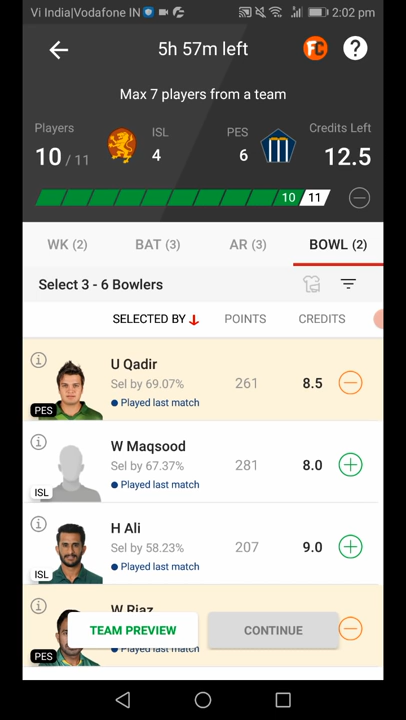 Vi India|Vodafone IN 2:02 pm
5h 57m left FC ?
Max 7 players from a team
Players ISL PES Credits Left
10 / 11 4 6 12.5
10 11
WK (2) BAT (3) AR (3) BOWL (2)
Select 3 - 6 Bowlers
SELECTED BY POINTS CREDITS
U Qadir
Sel by 69.07% 261 8.5
Played last match
PES
W Maqsood
Sel by 67.37% 281 8.0
Played last match
ISL
H Ali
Sel by 58.23% 207 9.0
Played last match
ISL
W Riaz
TEAM PREVIEW CONTINUE
Played last match
PES